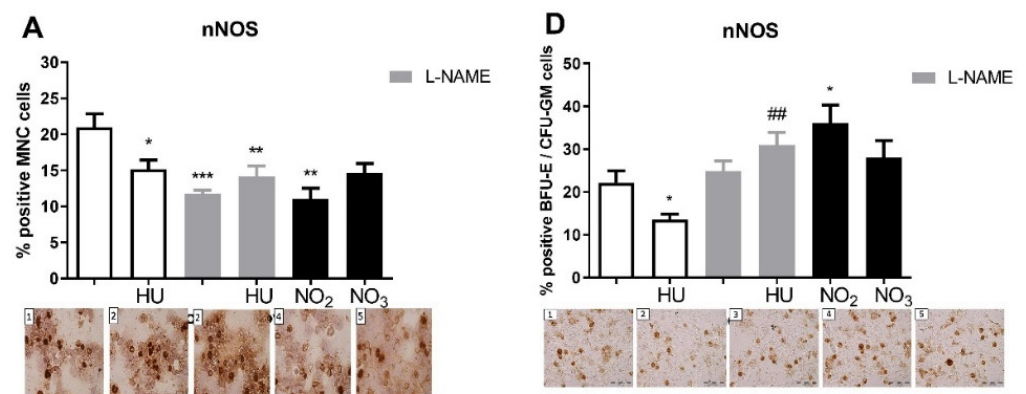 A
nNOS
% positive MNC cells
30
25
20
15
10
5
0
*
***
**
**
L-NAME
HU
HU
NO₂
NO₃
1
2
2
4
5
D
nNOS
% positive BFU-E / CFU-GM cells
50
40
30
20
10
0
*
##
*
L-NAME
HU
HU
NO₂
NO₃
1
2
3
4
5